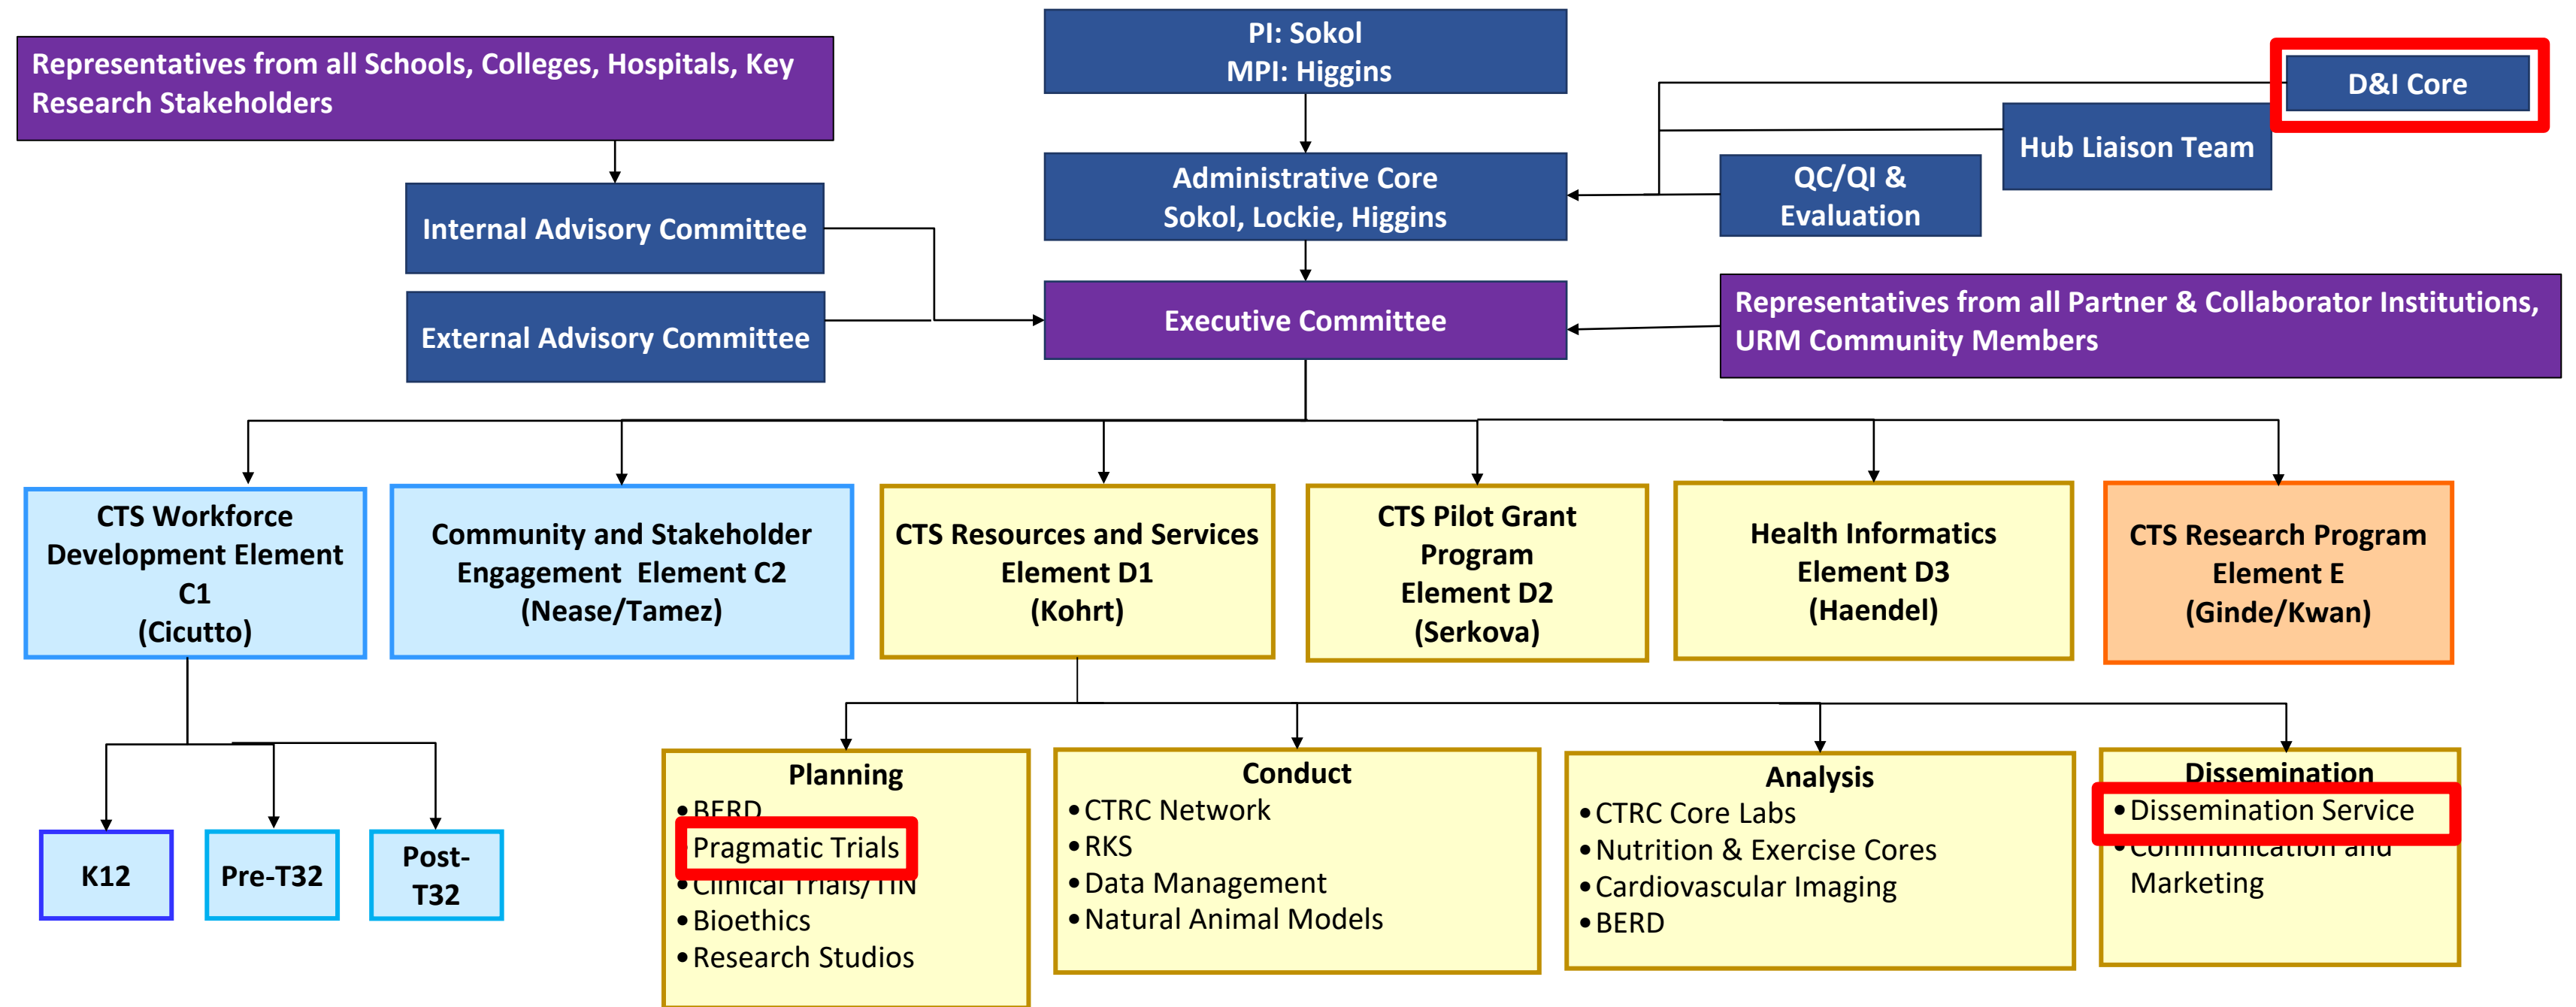 PI: Sokol
MPI: Higgins
Representatives from all Schools, Colleges, Hospitals, Key
Research Stakeholders
D&I Core
Hub Liaison Team
Administrative Core
Sokol, Lockie, Higgins
QC/QI &
Evaluation
Internal Advisory Committee
External Advisory Committee
Executive Committee
Representatives from all Partner & Collaborator Institutions,
URM Community Members
CTS Workforce
Development Element
C1
(Cicutto)
Community and Stakeholder
Engagement Element C2
(Nease/Tamez)
CTS Resources and Services
Element D1
(Kohrt)
CTS Pilot Grant
Program
Element D2
(Serkova)
Health Informatics
Element D3
(Haendel)
CTS Research Program
Element E
(Ginde/Kwan)
K12
Pre-T32
Post-
T32
Planning
•BERD
Pragmatic Trials
•Clinical Trials/TIN
•Bioethics
•Research Studios
Conduct
•CTRC Network
•RKS
•Data Management
•Natural Animal Models
Analysis
•CTRC Core Labs
•Nutrition & Exercise Cores
•Cardiovascular Imaging
•BERD
Dissemination
•Dissemination Service
•Communication and
Marketing